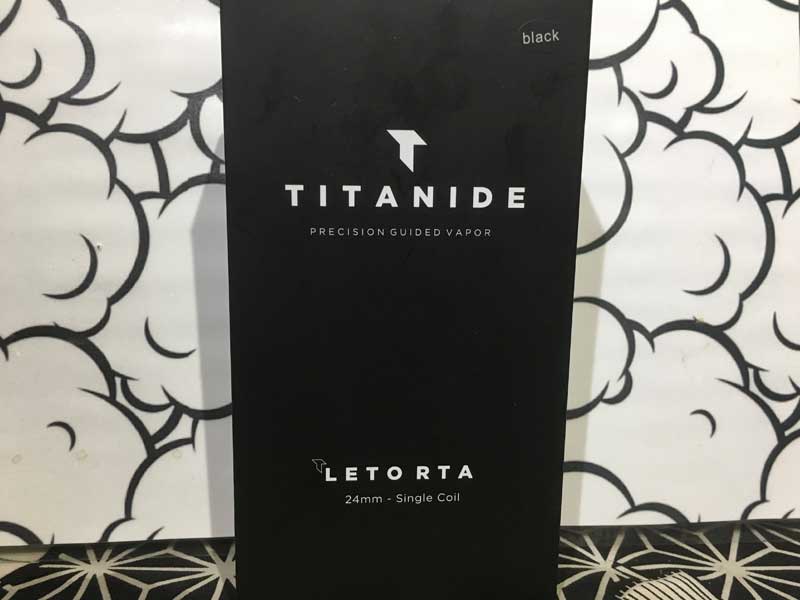 black
TITANIDE
PRECISION GUIDED VAPOR
LETO RTA
24mm - Single Coil